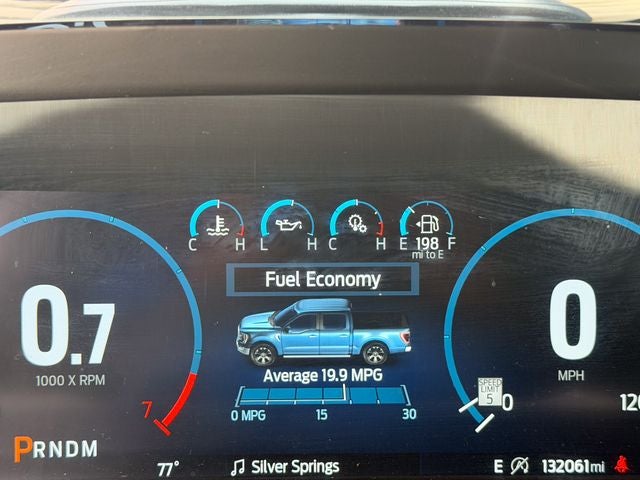 C H L H C H E 198 F
mi to E
Fuel Economy
0.7
1000 X RPM
0
MPH
Average 19.9 MPG
0 MPG 15 30
7
SPEED LIMIT 5
0 120
PRNDM
77° Silver Springs E 132061mi